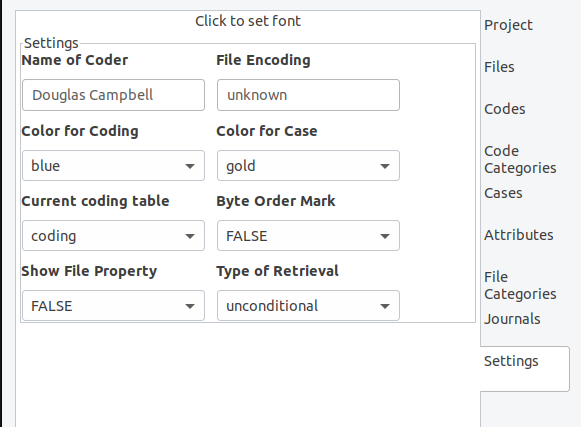 Click to set font
Settings
Name of Coder File Encoding
Douglas Campbell unknown
Color for Coding Color for Case
blue gold
Current coding table Byte Order Mark
coding FALSE
Show File Property Type of Retrieval
FALSE unconditional
Project
Files
Codes
Code
Categories
Cases
Attributes
File
Categories
Journals
Settings